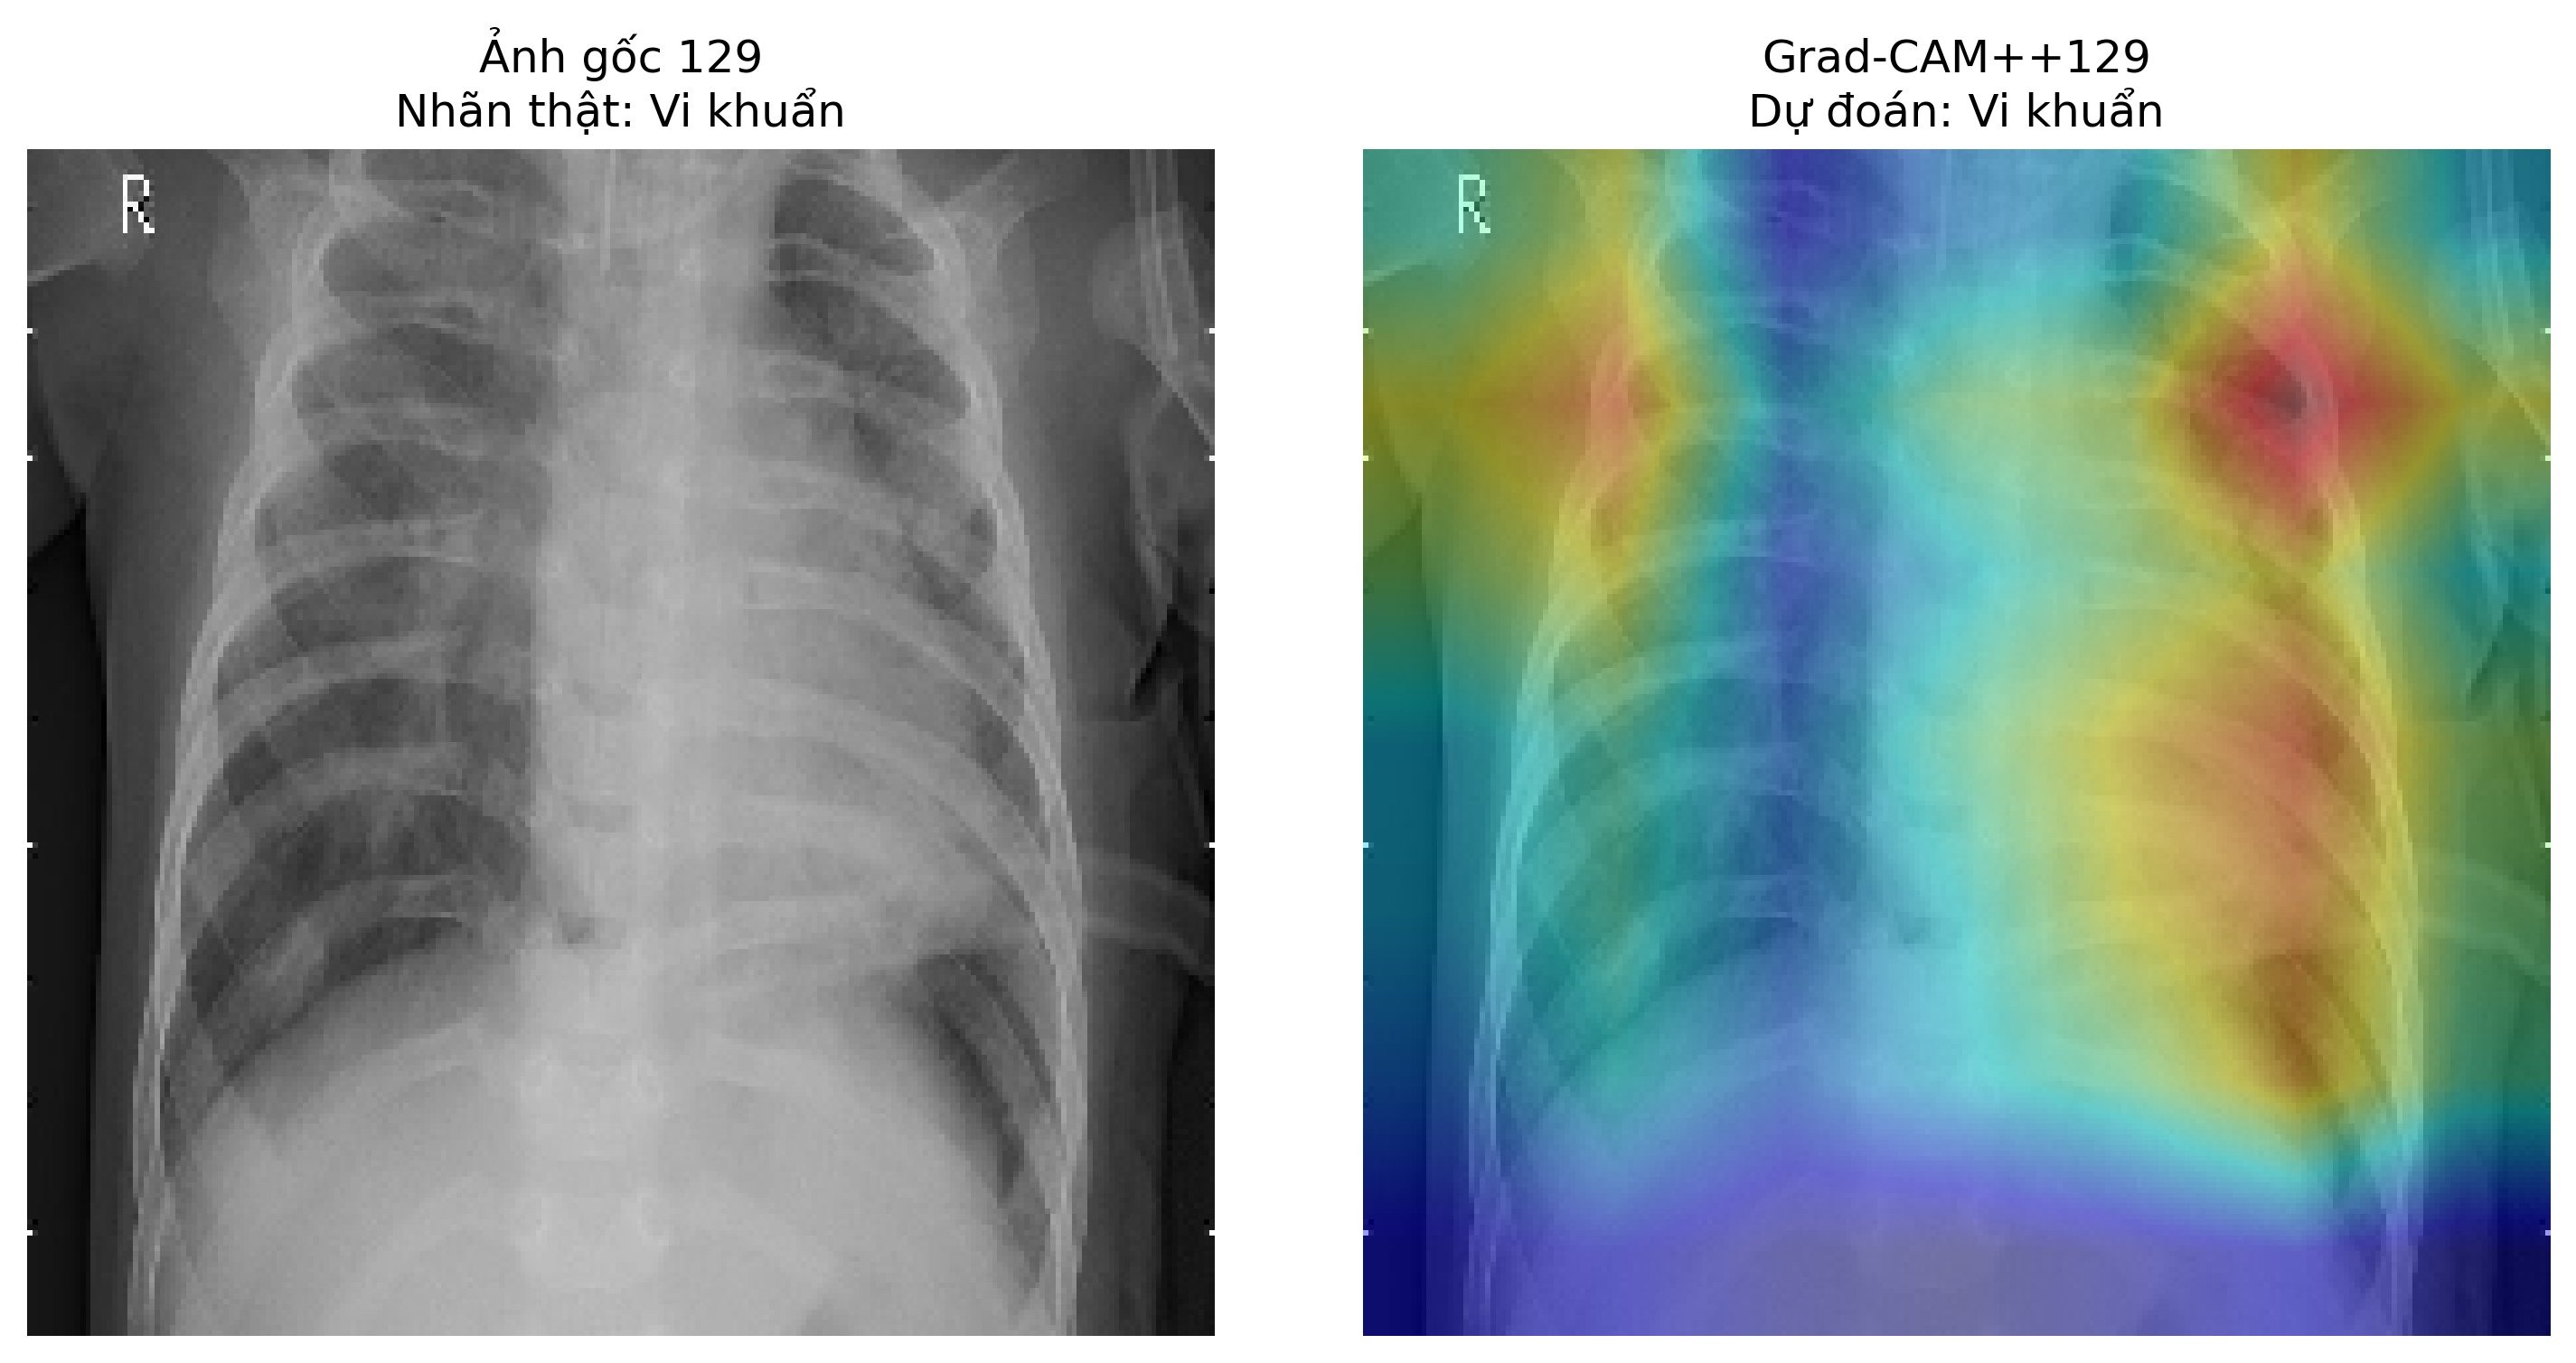 Ảnh gốc 129
Nhãn thật: Vi khuẩn
R
Grad-CAM++129
Dự đoán: Vi khuẩn
R